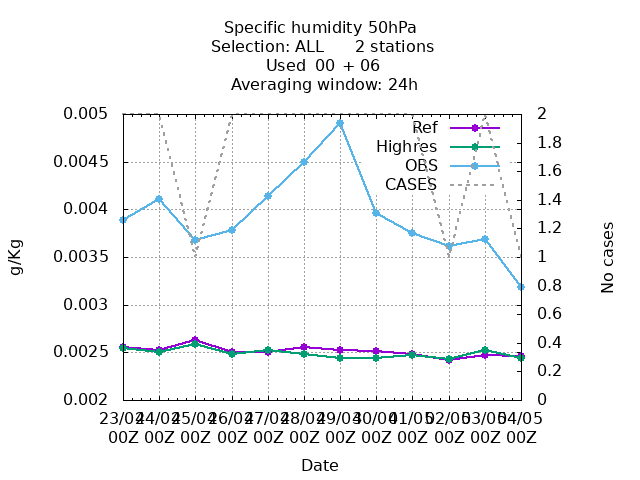 Specific humidity 50hPa
Selection: ALL 2 stations
Used 00 + 06
Averaging window: 24h
0.005
0.0045
0.004
0.0035
0.003
0.0025
0.002
2
1.8
1.6
1.4
1.2
1
0.8
0.6
0.4
0.2
0
Ref
Highres
OBS
CASES
g/Kg
No cases
23/04 24/04 25/04 26/04 27/04 28/04 29/04 30/04 01/05 02/05 03/05 04/05
00Z 00Z 00Z 00Z 00Z 00Z 00Z 00Z 00Z 00Z 00Z 00Z
Date